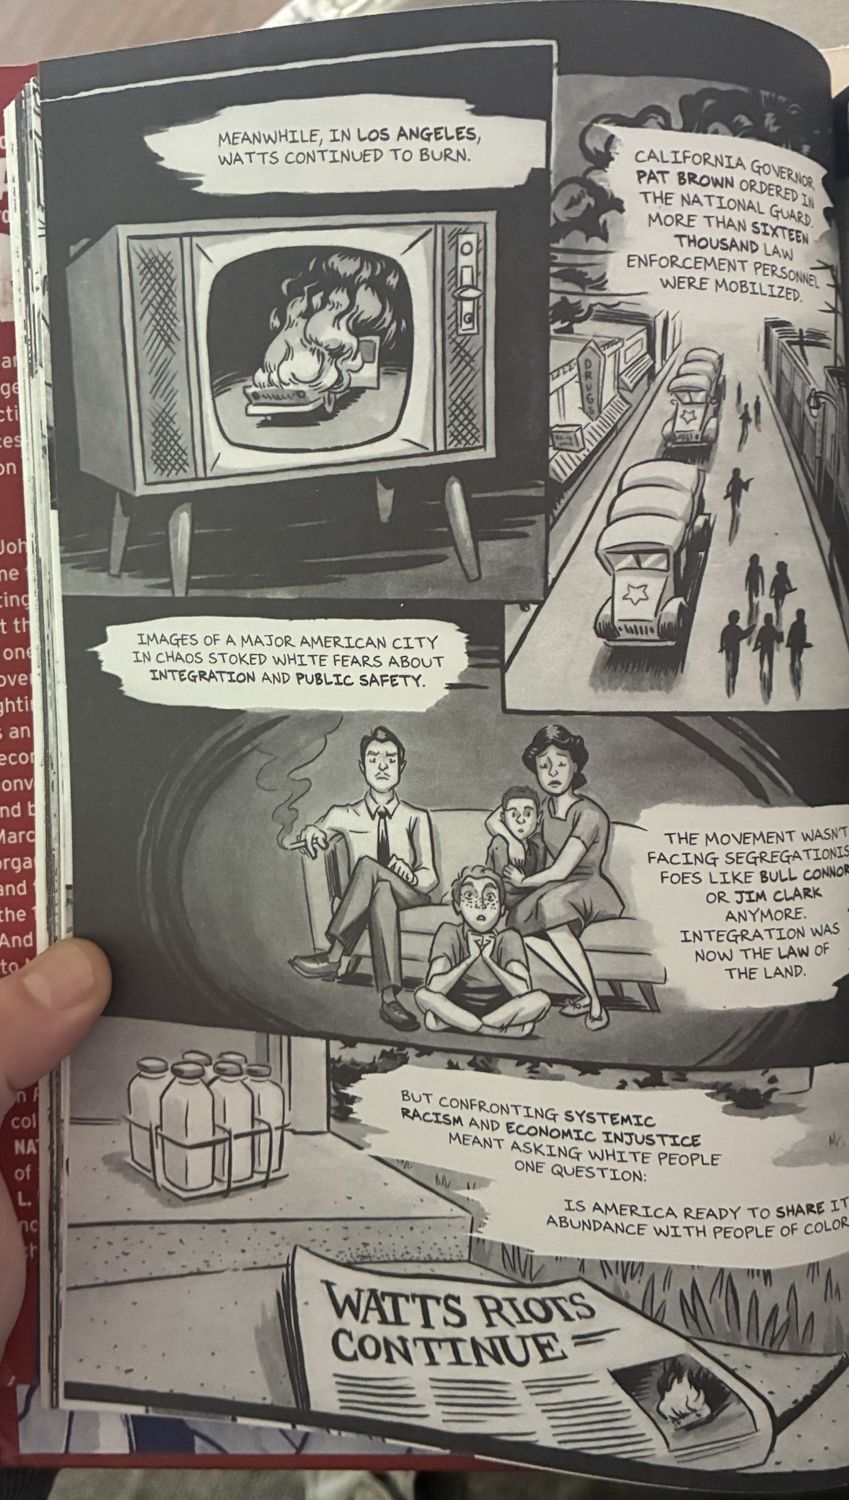 MEANWHILE, IN LOS ANGELES,
WATTS CONTINUED TO BURN.
CALIFORNIA GOVERNOR
PAT BROWN ORDERED IN
THE NATIONAL GUARD.
MORE THAN SIXTEEN
THOUSAND LAW
ENFORCEMENT PERSONNEL
WERE MOBILIZED.
DRUGS
IMAGES OF A MAJOR AMERICAN CITY
IN CHAOS STOKED WHITE FEARS ABOUT
INTEGRATION AND PUBLIC SAFETY.
THE MOVEMENT WASN'T
FACING SEGREGATIONIS
FOES LIKE BULL CONNOR
OR JIM CLARK
ANYMORE.
INTEGRATION WAS
NOW THE LAW OF
THE LAND.
BUT CONFRONTING SYSTEMIC
RACISM AND ECONOMIC INJUSTICE
MEANT ASKING WHITE PEOPLE
ONE QUESTION:
IS AMERICA READY TO SHARE IT
ABUNDANCE WITH PEOPLE OF COLOR
WATTS RIOTS
CONTINUE